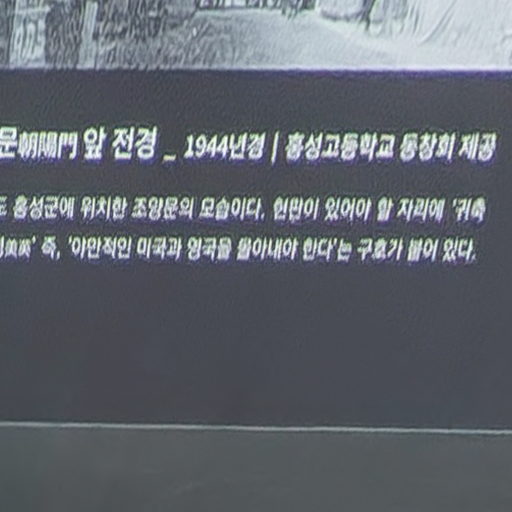 문朝陽門 앞 전경 _ 1944년경 | 홍성고등학교 동창회 제공
도 홍성군에 위치한 조양문의 모습이다. 현판이 있어야 할 자리에 '귀축
美英' 즉, '야만적인 미국과 영국을 몰아내야 한다'는 구호가 붙어 있다.